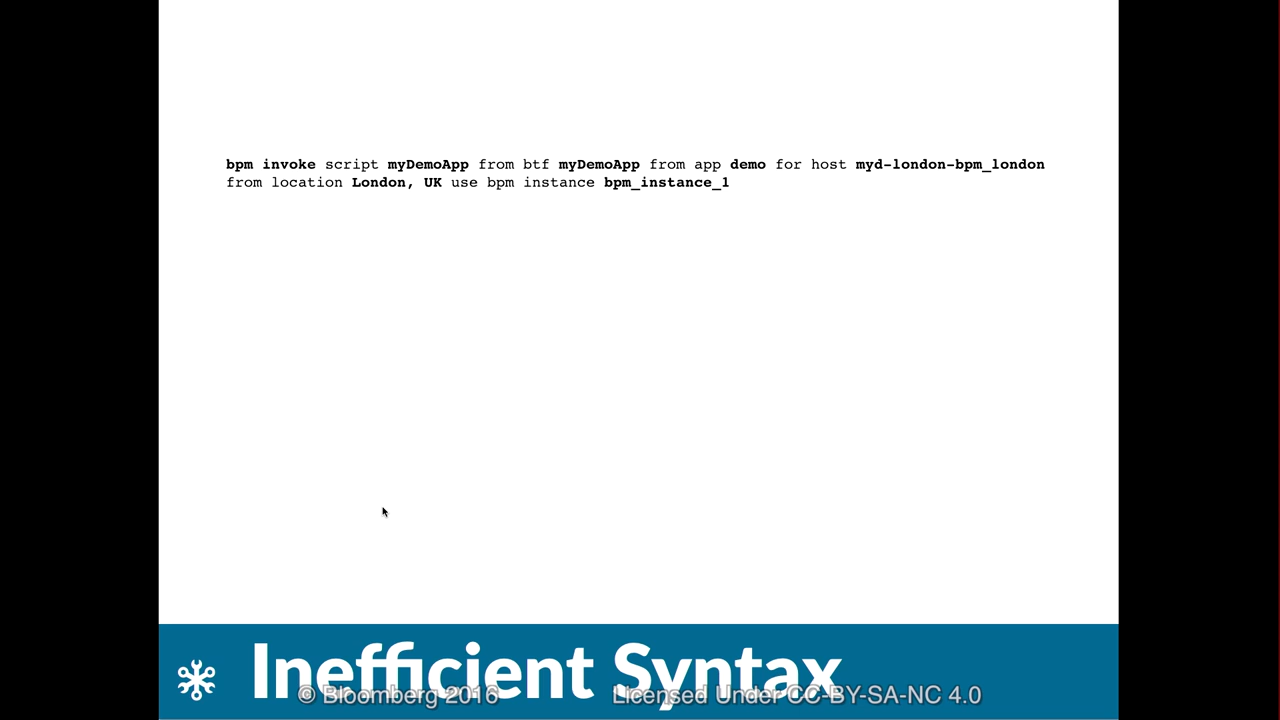 bpm invoke script myDemoApp from btf myDemoApp from app demo for host myd-london-bpm_london
from location London, UK use bpm instance bpm_instance_1
Inefficient Syntax
© Bloomberg 2016 Licensed Under CC-BY-SA-NC 4.0